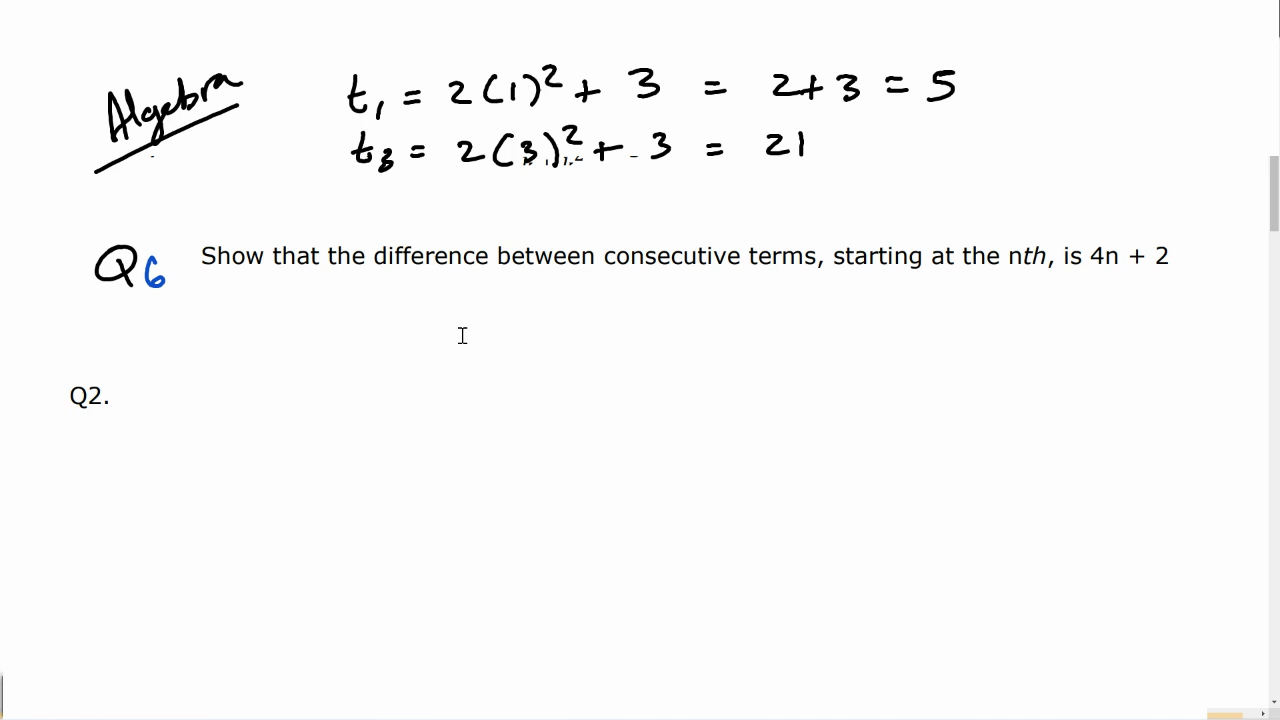 Algebra
t₁ = 2(1)² + 3 = 2+3 = 5
t₃ = 2(3)² + 3 = 21
Q6 Show that the difference between consecutive terms, starting at the nth, is 4n + 2
Q2.